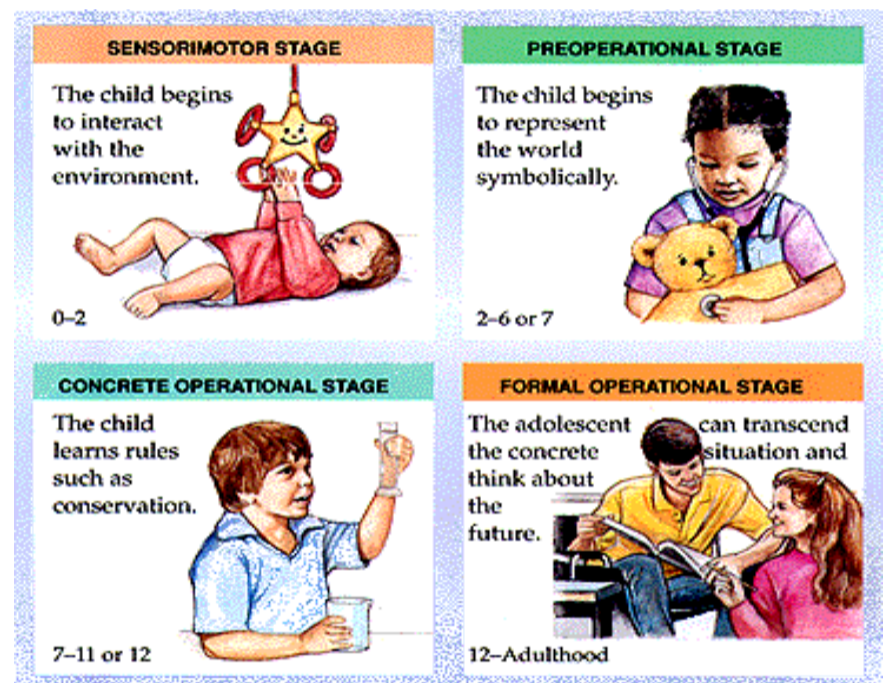 SENSORIMOTOR STAGE
The child begins
to interact
with the
environment.
0–2
PREOPERATIONAL STAGE
The child begins
to represent
the world
symbolically.
2–6 or 7
CONCRETE OPERATIONAL STAGE
The child
learns rules
such as
conservation.
7–11 or 12
FORMAL OPERATIONAL STAGE
The adolescent can transcend
the concrete situation and
think about
the
future.
12–Adulthood